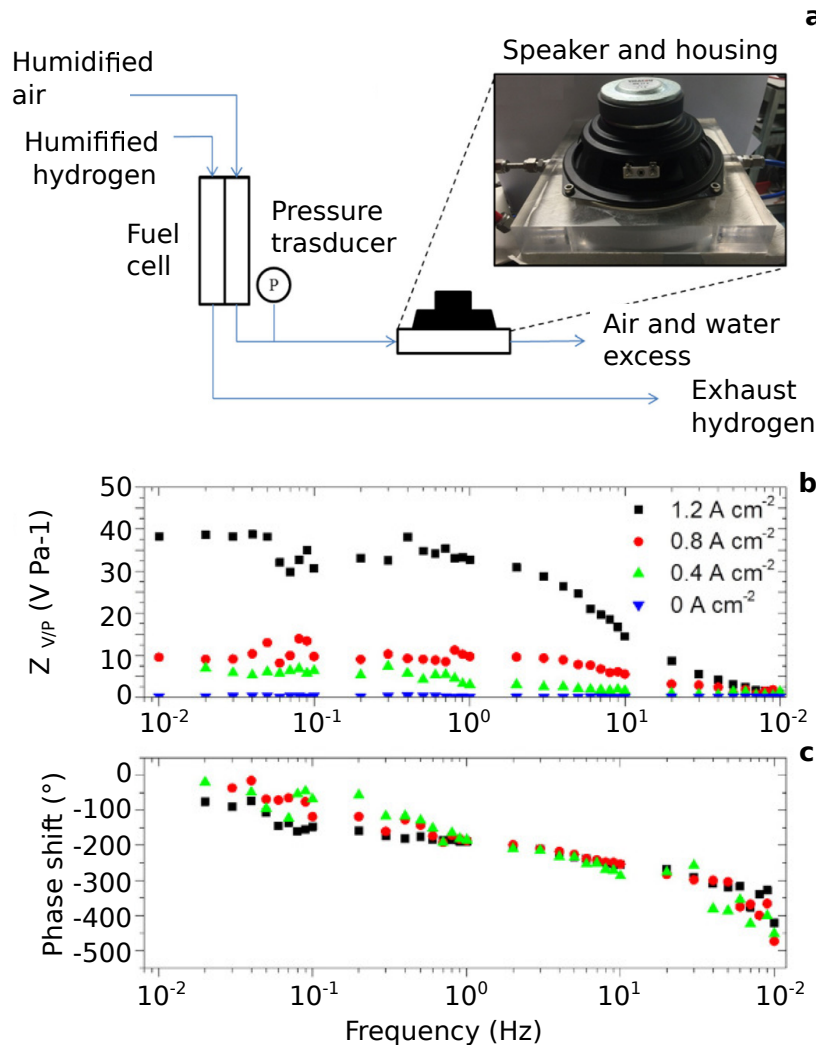 a
Speaker and housing
Humidified
air
Humifified
hydrogen
Fuel
cell
Pressure
trasducer
P
Air and water
excess
Exhaust
hydrogen
b
Z V/P (V Pa-1)
50
40
30
20
10
0
1.2 A cm-2
0.8 A cm-2
0.4 A cm-2
0 A cm-2
10-2 10-1 100 101 10-2
c
Phase shift (°)
0
-100
-200
-300
-400
-500
10-2 10-1 100 101 10-2
Frequency (Hz)